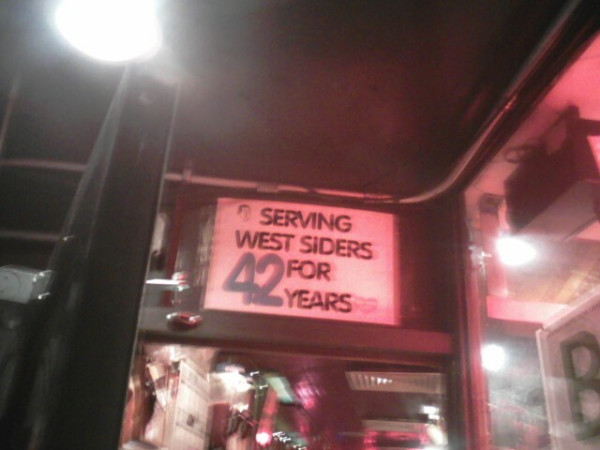 SERVING
WEST SIDERS
42 FOR
YEARS
B